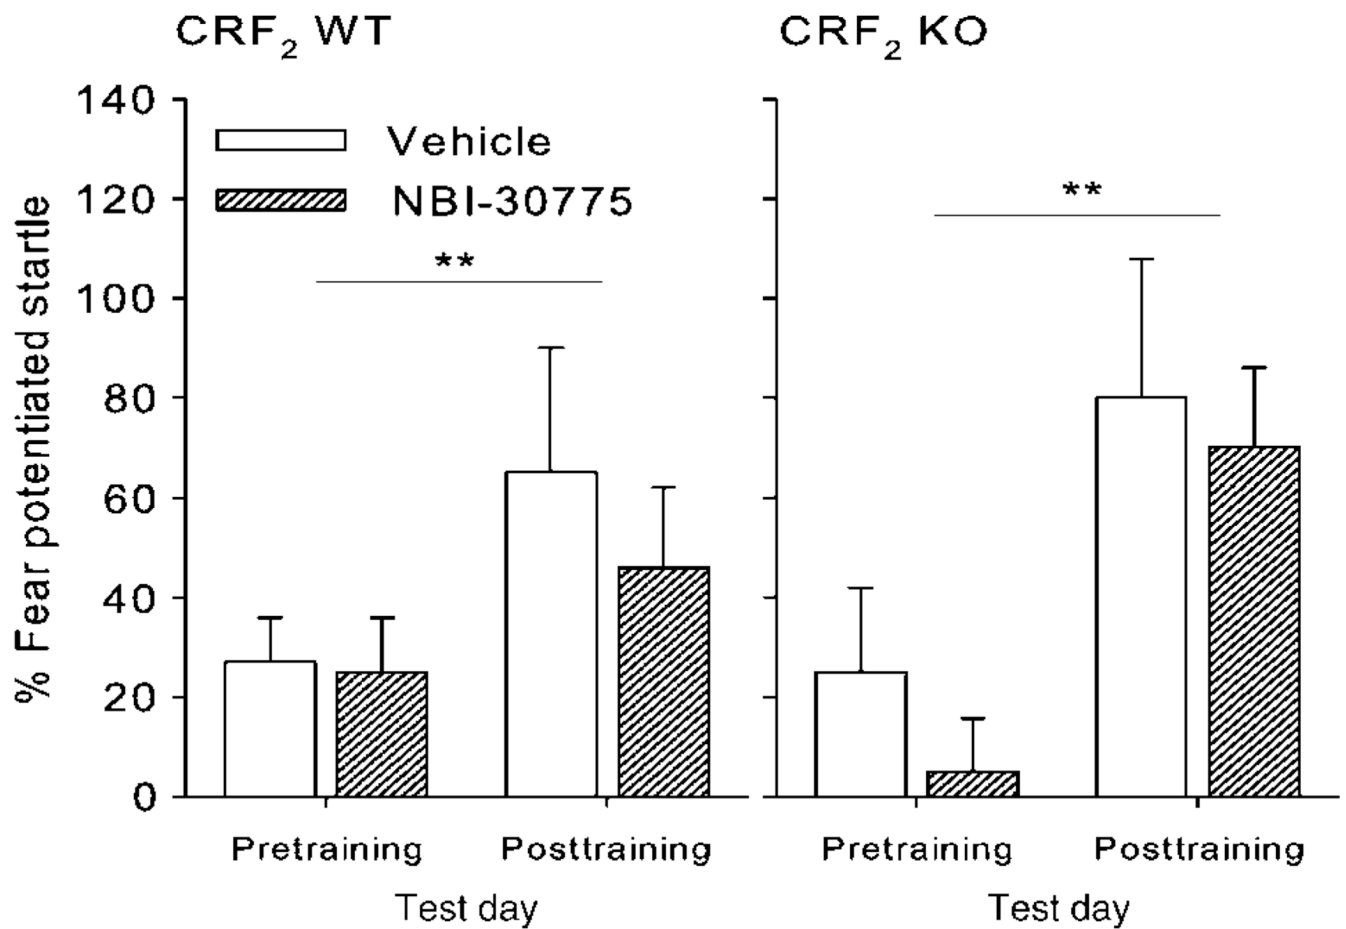 CRF2 WT
CRF2 KO
% Fear potentiated startle
140
120
100
80
60
40
20
0
Vehicle
NBI-30775
**
**
Pretraining
Posttraining
Pretraining
Posttraining
Test day
Test day